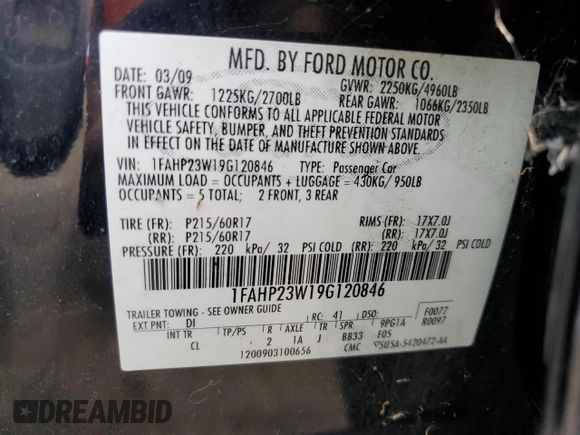 MFD. BY FORD MOTOR CO.
DATE: 03/09 GVWR: 2250KG/4960LB
FRONT GAWR: 1225KG/2700LB REAR GAWR: 1066KG/2350LB
THIS VEHICLE CONFORMS TO ALL APPLICABLE FEDERAL MOTOR
VEHICLE SAFETY, BUMPER, AND THEFT PREVENTION STANDARDS
IN EFFECT ON THE DATE OF MANUFACTURE SHOWN ABOVE.
VIN: 1FAHP23W19G120846 TYPE: Passenger Car
MAXIMUM LOAD = OCCUPANTS + LUGGAGE = 430KG/ 950LB
OCCUPANTS = 5 TOTAL; 2 FRONT, 3 REAR
TIRE (FR): P215/60R17 RIMS (FR): 17X7.0J
(RR): P215/60R17 (RR): 17X7.0J
PRESSURE (FR): 220 kPa/ 32 PSI COLD (RR): 220 kPa/ 32 PSI COLD
1FAHP23W19G120846
TRAILER TOWING - SEE OWNER GUIDE
EXT PNT: DI RC: 41 DSO: F0077
INT TR TP/PS R AXLE TR SPR 9PG1A R0097
CL 2 1A J BB33 F05
1200903100656 CMC 5U5A-5420472-AA
DREAMBID